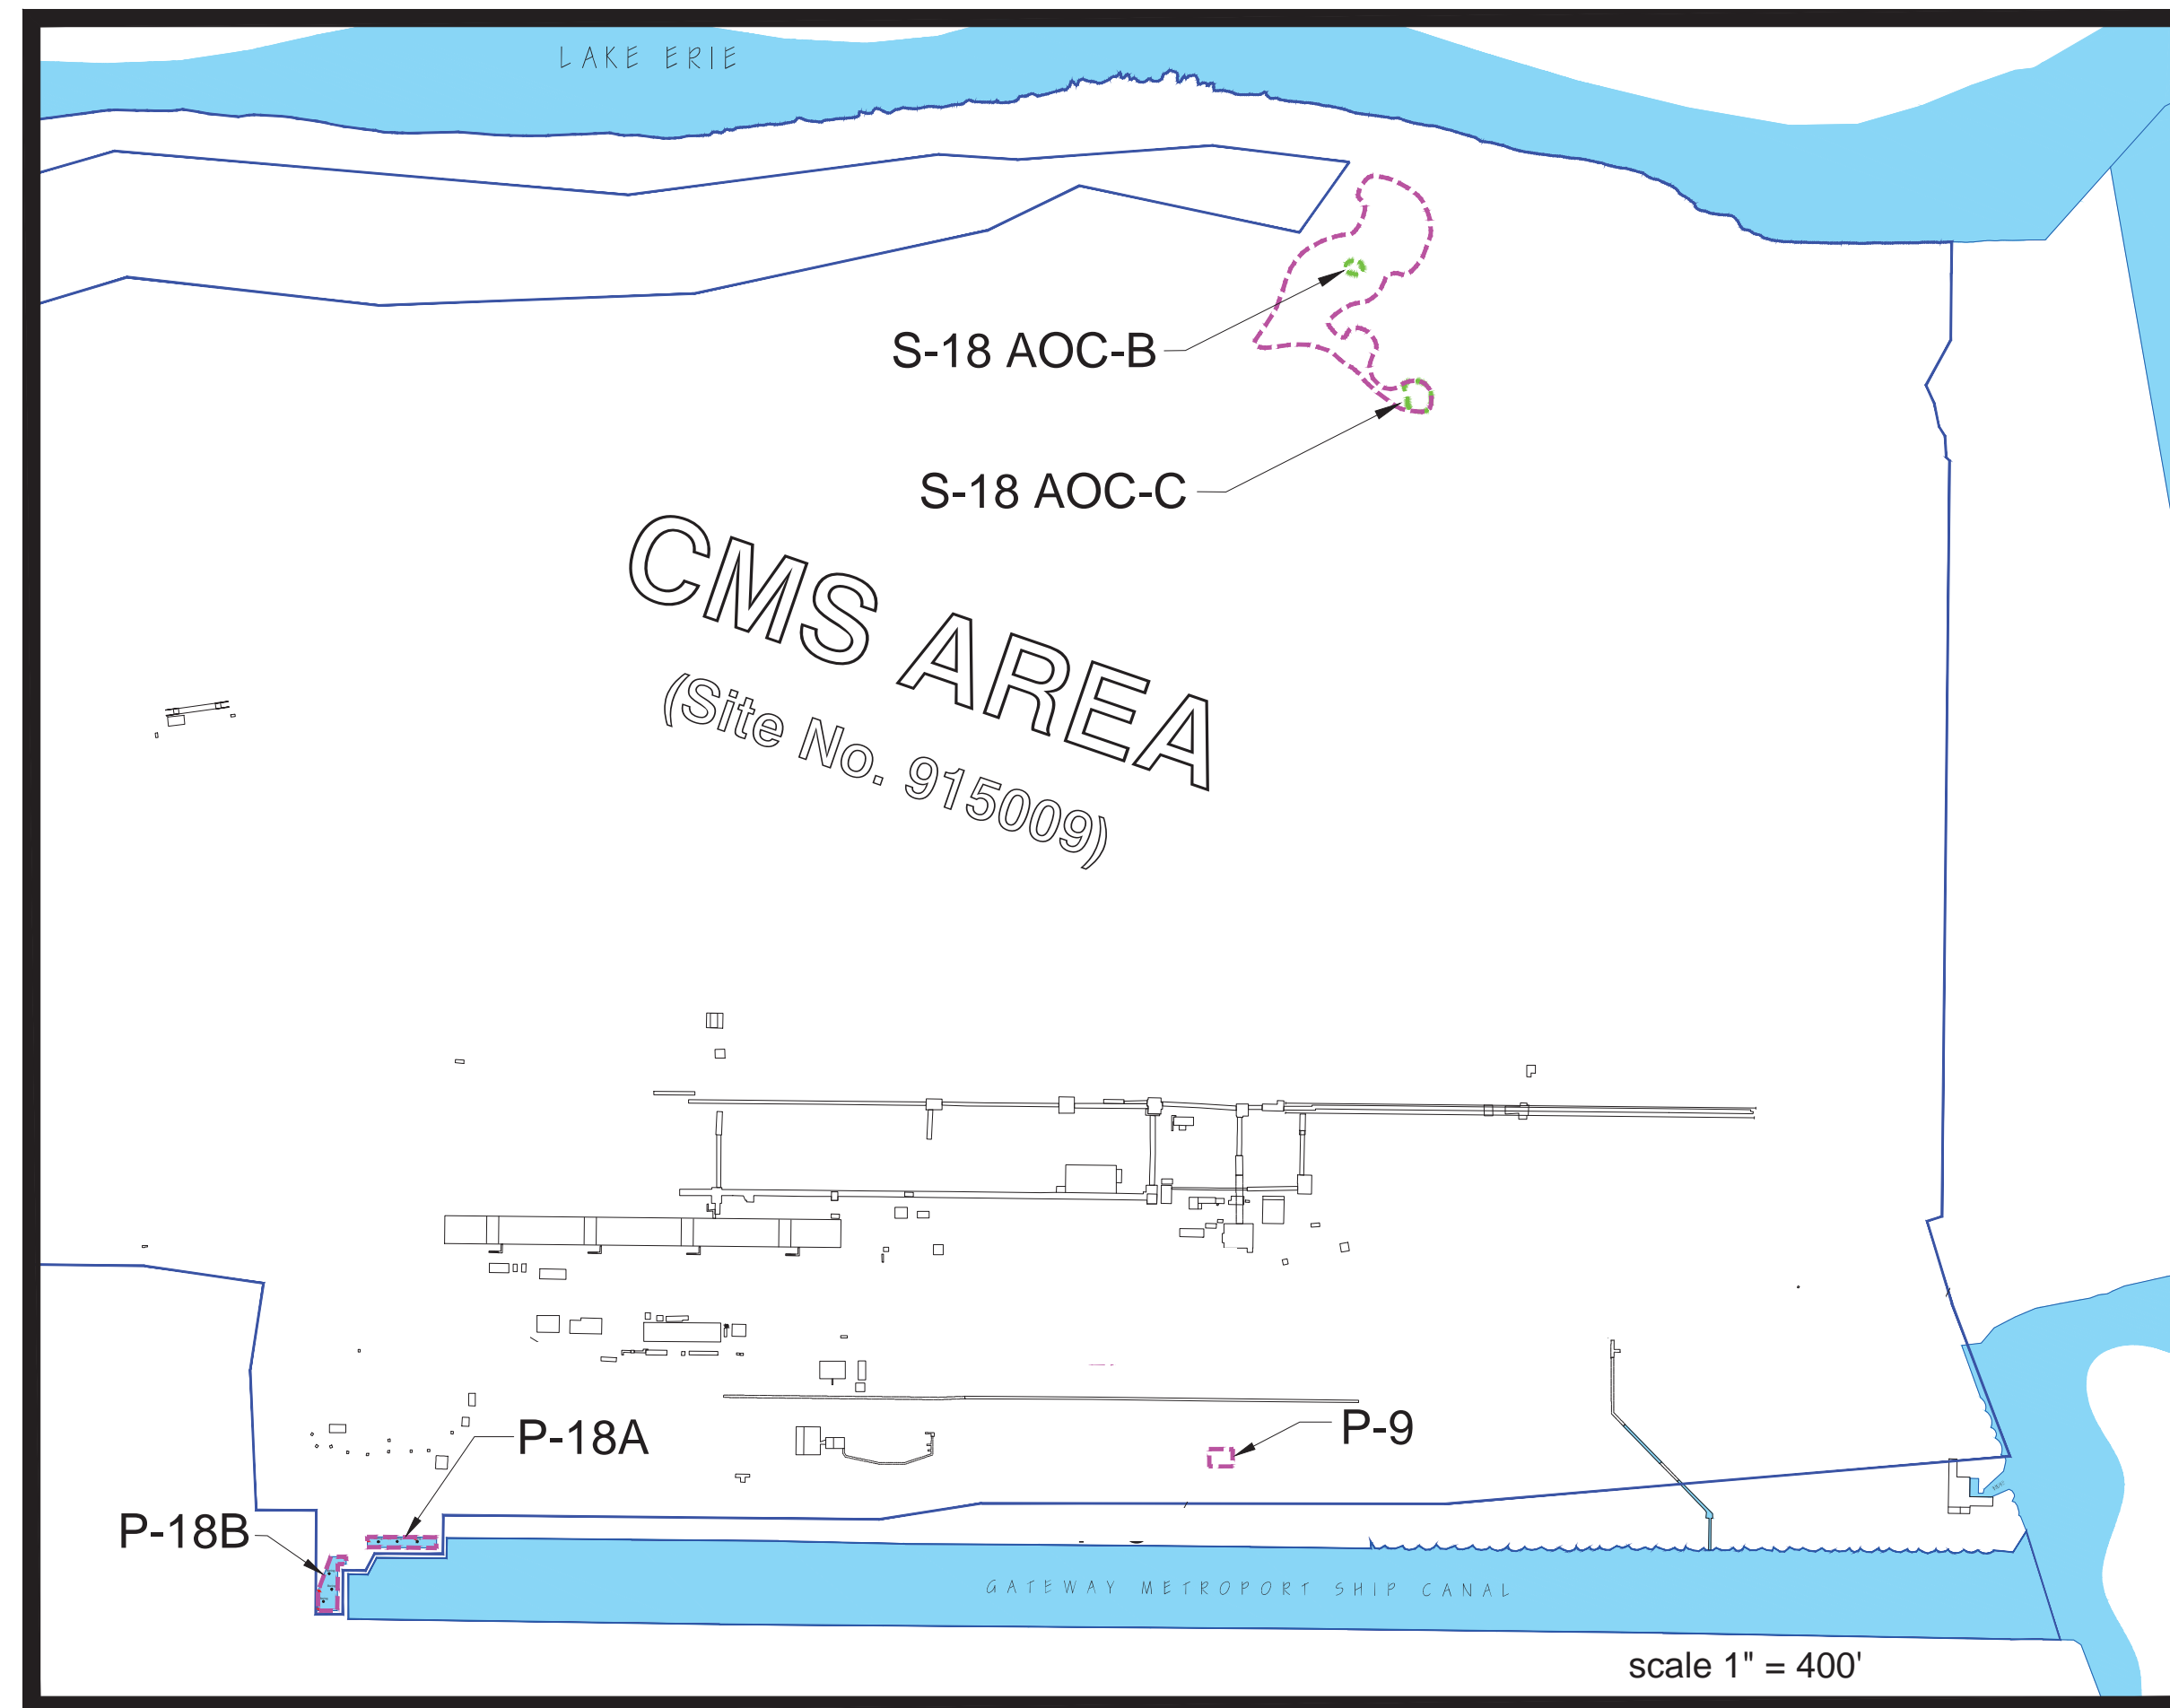 LAKE ERIE
S-18 AOC-B
S-18 AOC-C
CMS AREA
(Site No. 915009)
P-18A
P-9
P-18B
GATEWAY METROPORT SHIP CANAL
scale 1" = 400'